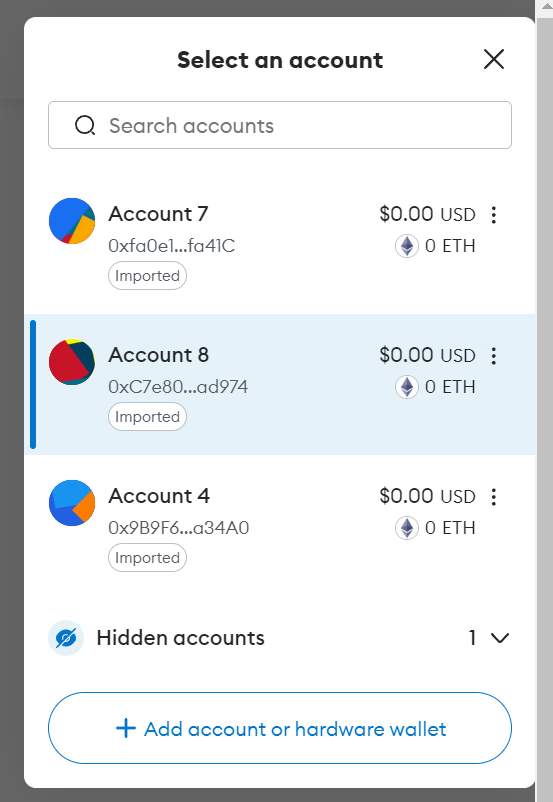 Select an account
Search accounts
Account 7
$0.00 USD
0xfa0e1...fa41C
0 ETH
Imported
Account 8
$0.00 USD
0xC7e80...ad974
0 ETH
Imported
Account 4
$0.00 USD
0x9B9F6...a34A0
0 ETH
Imported
Hidden accounts
1
Add account or hardware wallet